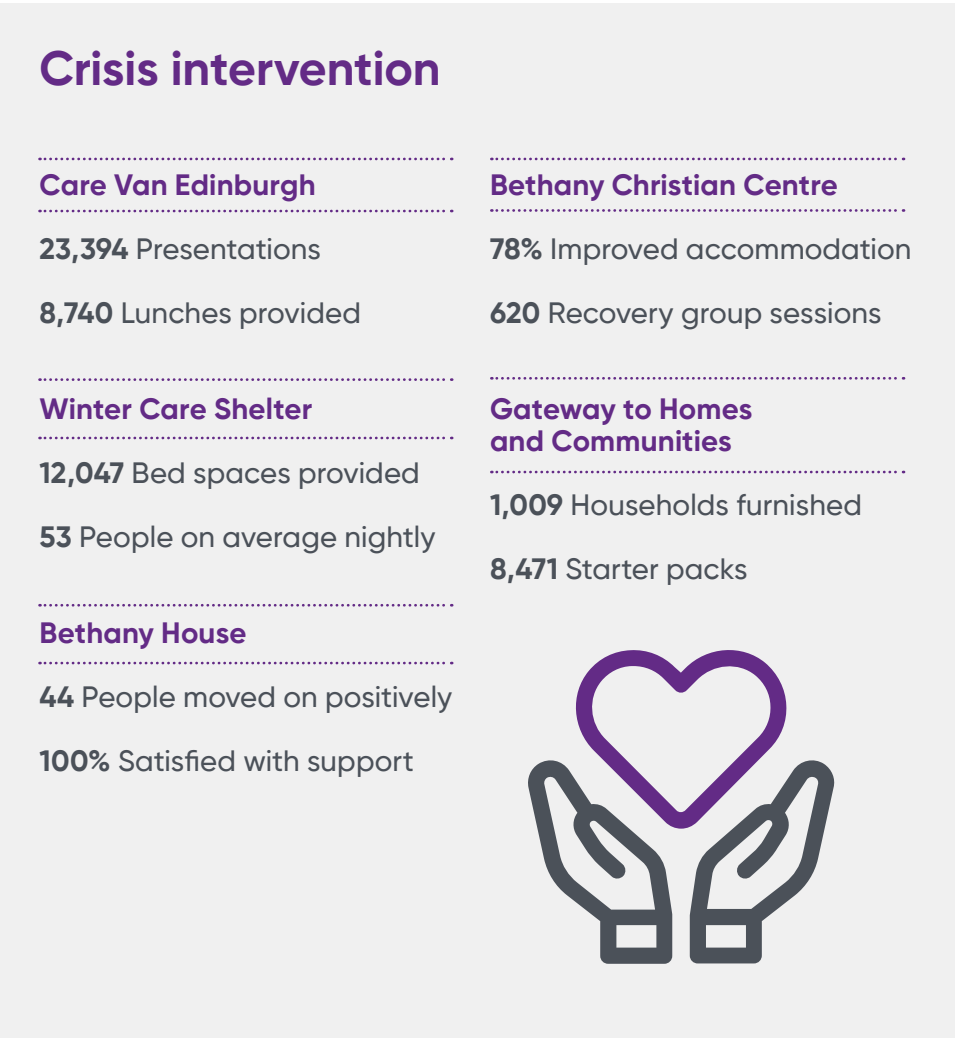 Crisis intervention
Care Van Edinburgh
23,394 Presentations
8,740 Lunches provided
Winter Care Shelter
12,047 Bed spaces provided
53 People on average nightly
Bethany House
44 People moved on positively
100% Satisfied with support
Bethany Christian Centre
78% Improved accommodation
620 Recovery group sessions
Gateway to Homes
and Communities
1,009 Households furnished
8,471 Starter packs